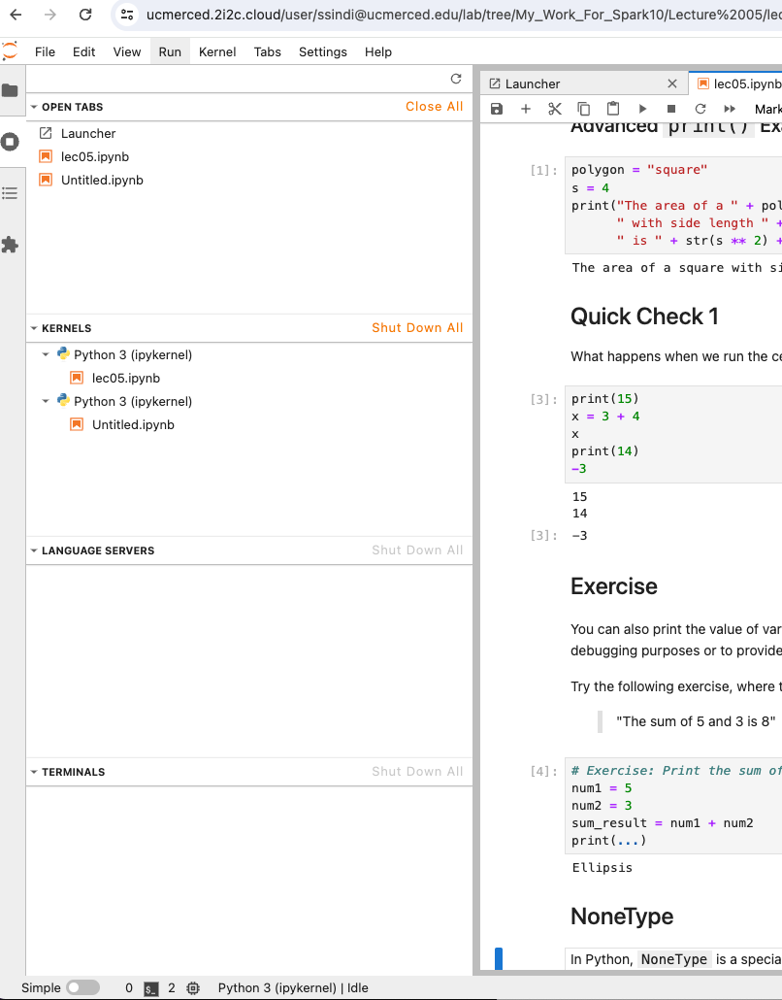 ucmerced.2i2c.cloud/user/ssindi@ucmerced.edu/lab/tree/My_Work_For_Spark10/Lecture%2005/lec
File Edit View Run Kernel Tabs Settings Help
OPEN TABS Close All
Launcher
lec05.ipynb
Untitled.ipynb
KERNELS Shut Down All
Python 3 (ipykernel)
lec05.ipynb
Python 3 (ipykernel)
Untitled.ipynb
LANGUAGE SERVERS Shut Down All
TERMINALS Shut Down All
Launcher lec05.ipynb
Mark
Advanced print() Exa
[1]: polygon = "square"
s = 4
print("The area of a " + pol
" with side length " +
" is " + str(s ** 2) +
The area of a square with si
Quick Check 1
What happens when we run the ce
[3]: print(15)
x = 3 + 4
x
print(14)
-3
15
14
[3]: -3
Exercise
You can also print the value of var
debugging purposes or to provide
Try the following exercise, where t
"The sum of 5 and 3 is 8"
[4]: # Exercise: Print the sum of
num1 = 5
num2 = 3
sum_result = num1 + num2
print(...)
Ellipsis
NoneType
In Python, NoneType is a specia
Simple 0 $_ 2 Python 3 (ipykernel) | Idle